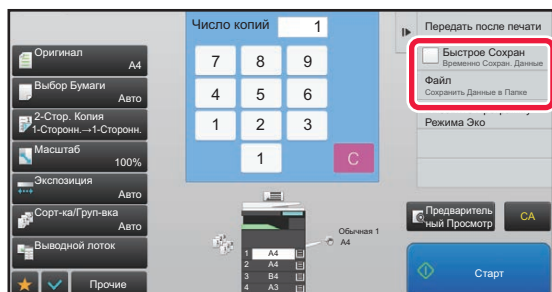 Число копий 1
Передать после печати
Быстрое Сохран
Временно Сохран. Данные
Файл
Сохранить Данные в Папке
Режима Эко
Оригинал
A4
Выбор Бумаги
Авто
2-Стор. Копия
1-Сторонн.→1-Сторонн.
Масштаб
100%
Экспозиция
Авто
Сорт-ка/Груп-вка
Авто
Выводной лоток
Прочие
7 8 9
4 5 6
1 2 3
1 C
Обычная 1
A4
1 A4
2 A4
3 B4
4 A3
Предваритель
ный Просмотр
CA
Старт